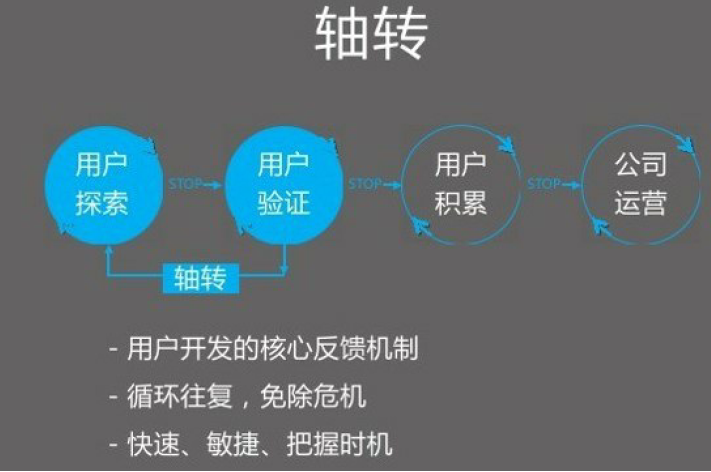 轴转
用户
探索
STOP
用户
验证
STOP
用户
积累
STOP
公司
运营
轴转
- 用户开发的核心反馈机制
- 循环往复，免除危机
- 快速、敏捷、把握时机